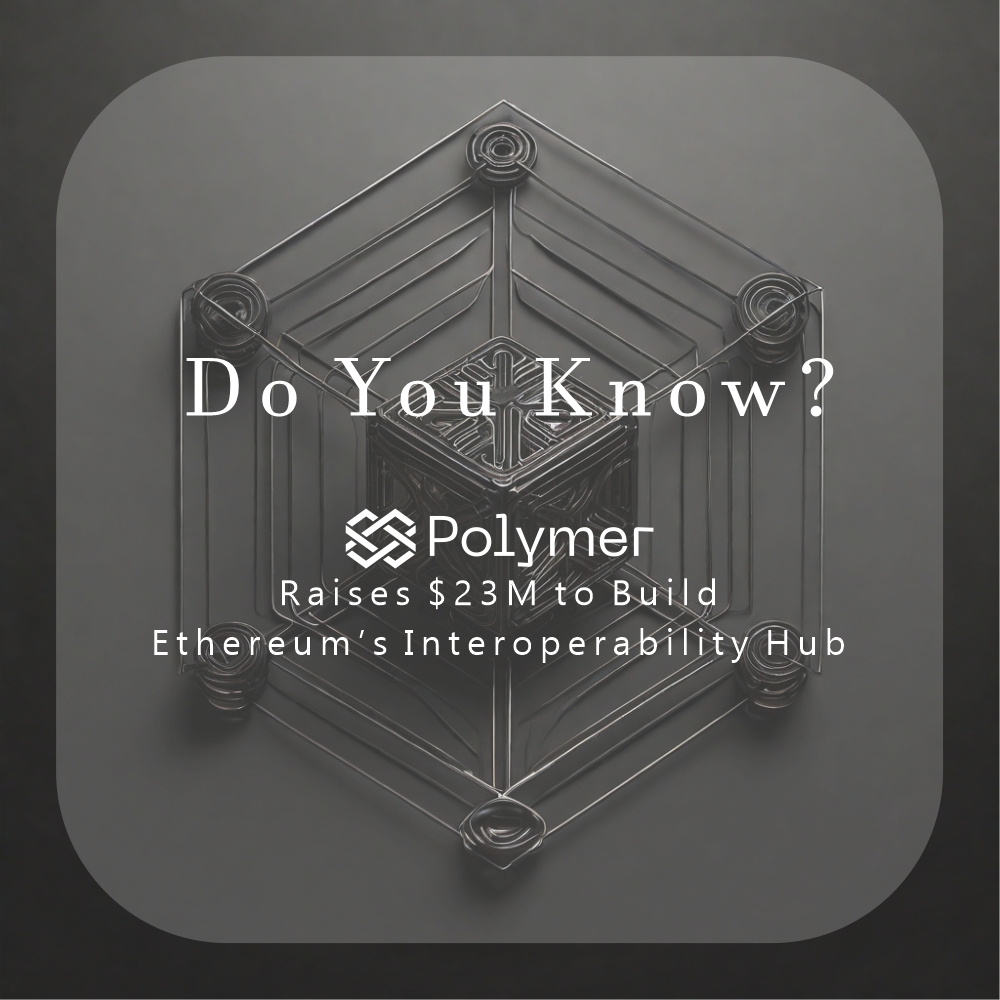 Do You Know?
Polymer
Raises $23M to Build
Ethereum’s Interoperability Hub